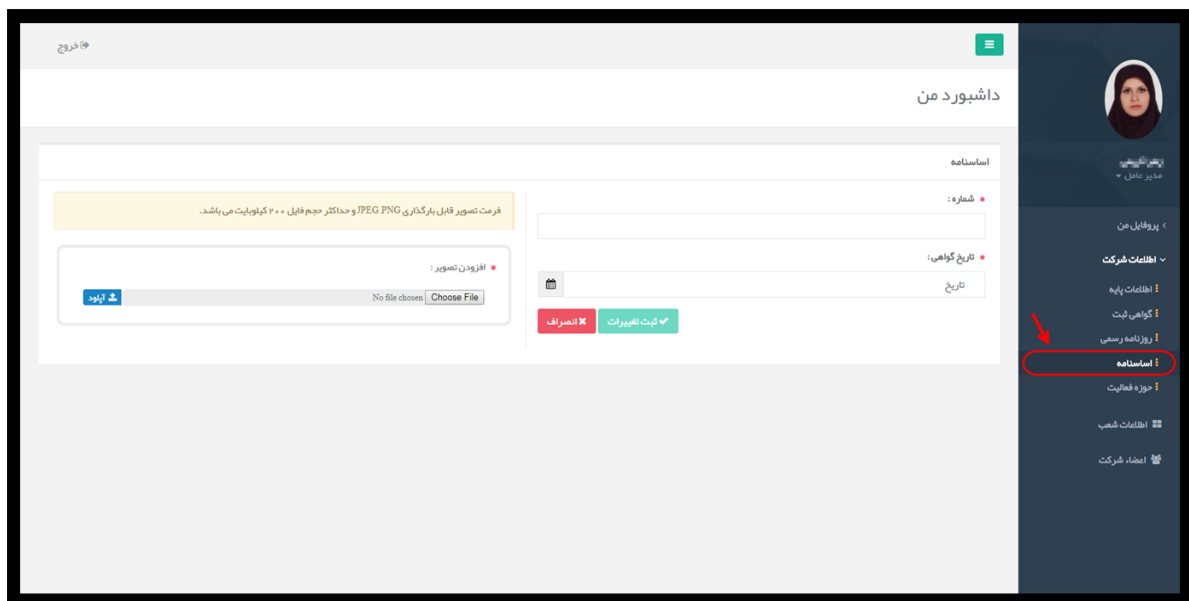 خروج
داشبورد من
اساسنامه
* شماره :
* تاریخ گواهی :
تاریخ
ثبت تغییرات
انصراف
فرمت تصویر قابل بارگذاری JPEG ,PNG و حداکثر حجم فایل ۲۰۰ کیلوبایت می باشد.
* افزودن تصویر :
Choose File No file chosen
آپلود
مدیر عامل
پروفایل من
اطلاعات شرکت
اطلاعات پایه
گواهی ثبت
روزنامه رسمی
اساسنامه
حوزه فعالیت
اطلاعات شعب
اعضاء شرکت